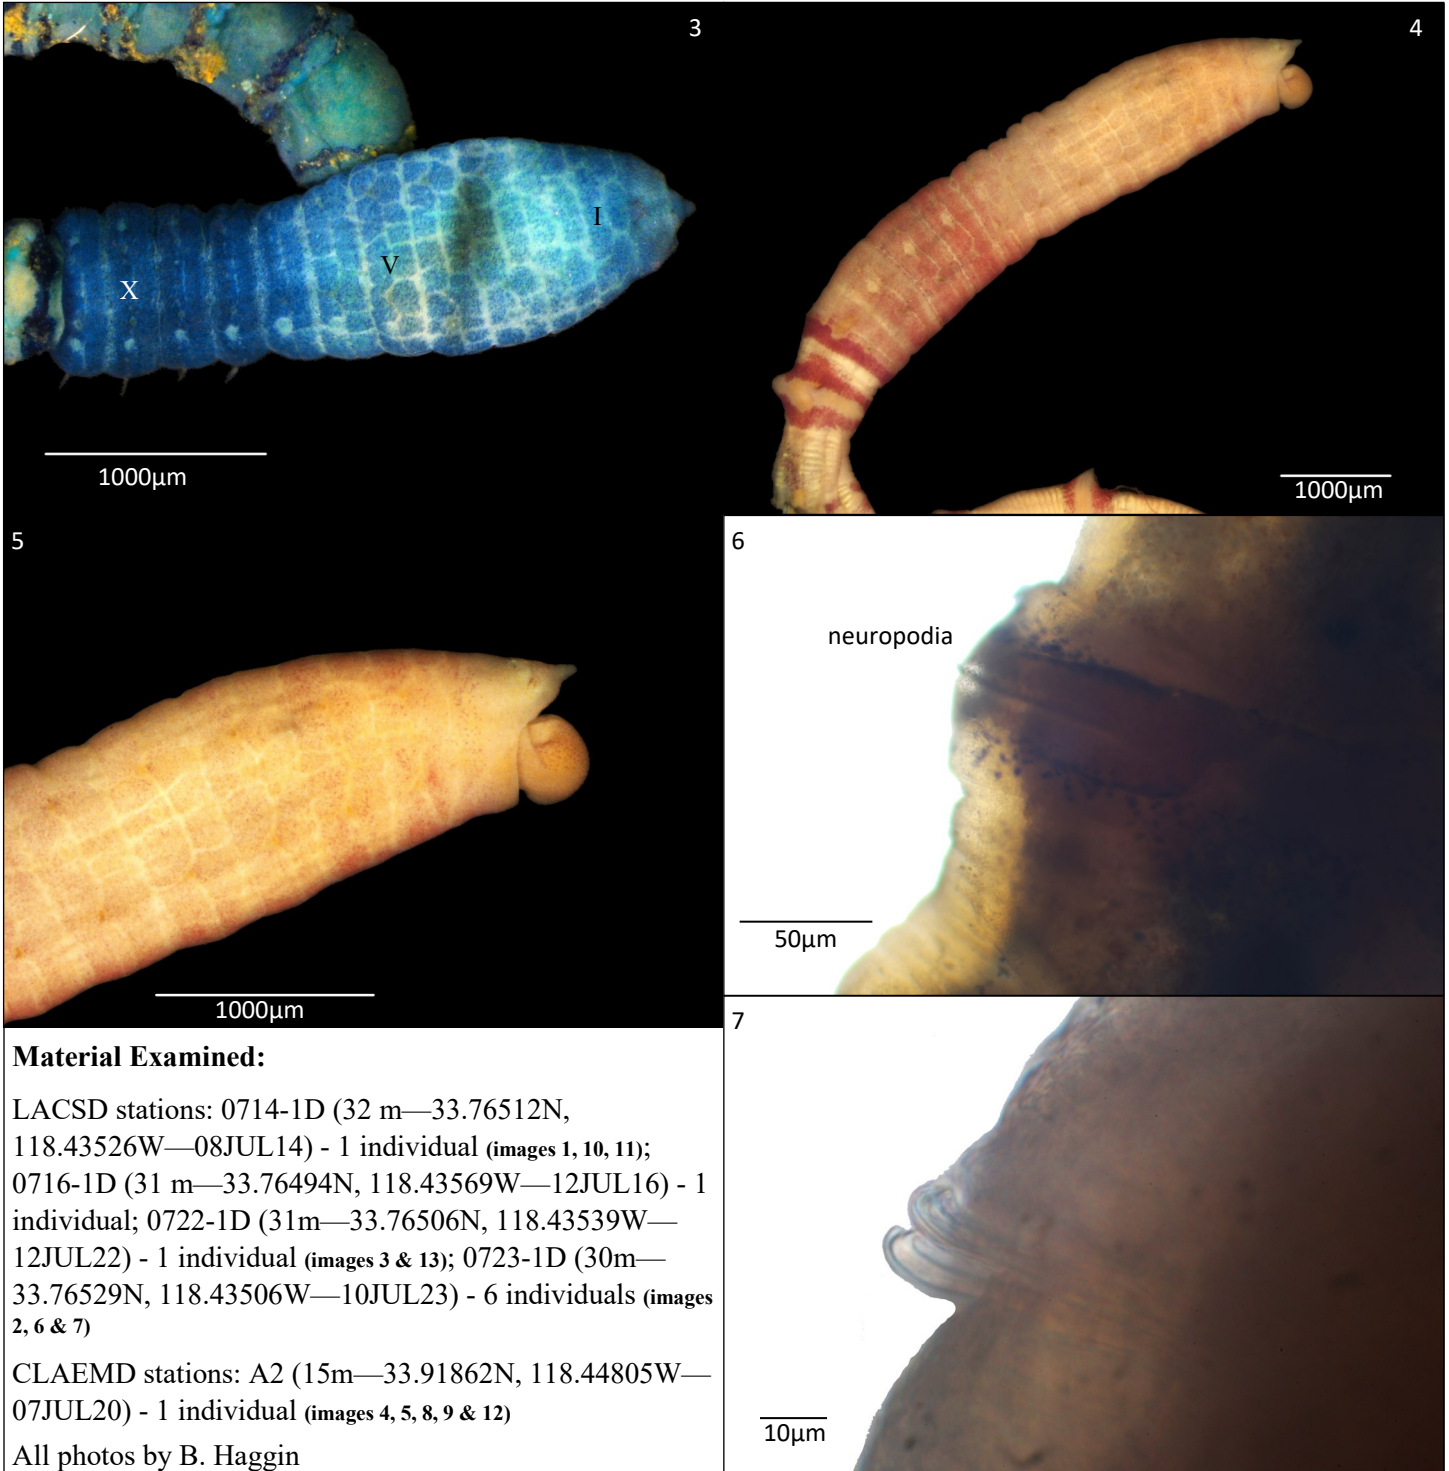 3
I
V
X
1000µm
4
1000µm
5
1000µm
6
neuropodia
50µm
7
10µm
Material Examined:
LACSD stations: 0714-1D (32 m—33.76512N,
118.43526W—08JUL14) - 1 individual (images 1, 10, 11);
0716-1D (31 m—33.76494N, 118.43569W—12JUL16) - 1
individual; 0722-1D (31m—33.76506N, 118.43539W—
12JUL22) - 1 individual (images 3 & 13); 0723-1D (30m—
33.76529N, 118.43506W—10JUL23) - 6 individuals (images
2, 6 & 7)
CLAEMD stations: A2 (15m—33.91862N, 118.44805W—
07JUL20) - 1 individual (images 4, 5, 8, 9 & 12)
All photos by B. Haggin